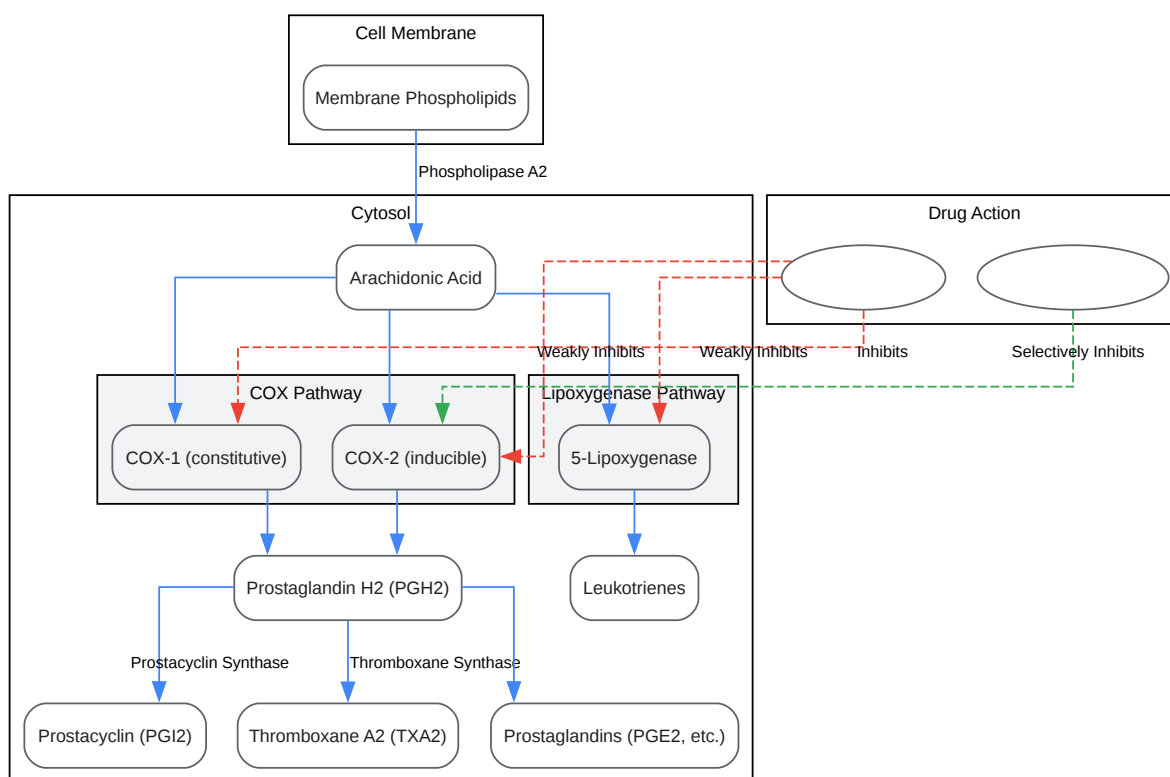 Cell Membrane
Membrane Phospholipids
Phospholipase A2
Cytosol
Drug Action
Arachidonic Acid
Weakly Inhibits
Weakly Inhibits
Inhibits
Selectively Inhibits
COX Pathway
Lipoxygenase Pathway
COX-1 (constitutive)
COX-2 (inducible)
5-Lipoxygenase
Prostaglandin H2 (PGH2)
Leukotrienes
Prostacyclin Synthase
Thromboxane Synthase
Prostacyclin (PGI2)
Thromboxane A2 (TXA2)
Prostaglandins (PGE2, etc.)